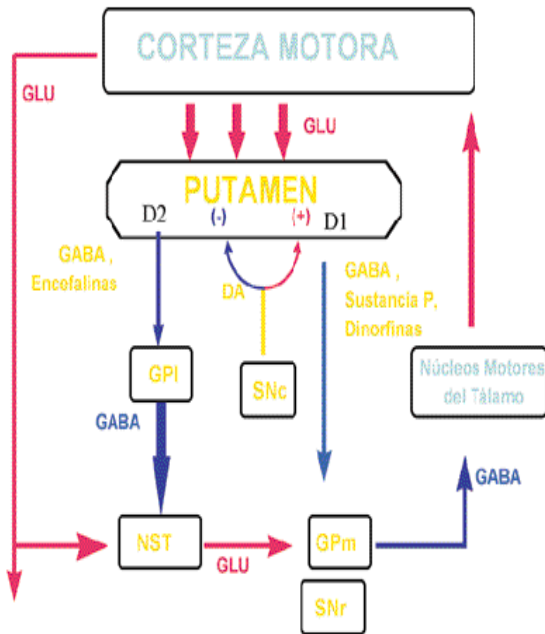 CORTEZA MOTORA
GLU
GLU
PUTAMEN
D2
(-)
(+)
D1
GABA ,
Encefalinas
DA
GABA ,
Sustancia P,
Dinorfinas
GPl
SNc
Núcleos Motores
del Tálamo
GABA
GABA
NST
GLU
GPm
SNr